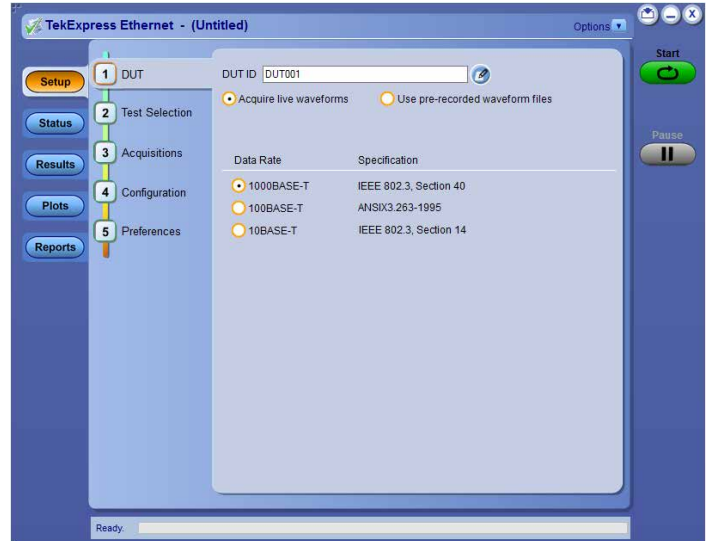 TekExpress Ethernet - (Untitled)
Options
Start
Pause
Setup
Status
Results
Plots
Reports
1 DUT
2 Test Selection
3 Acquisitions
4 Configuration
5 Preferences
DUT ID DUT001
Acquire live waveforms Use pre-recorded waveform files
Data Rate Specification
1000BASE-T IEEE 802.3, Section 40
100BASE-T ANSIX3.263-1995
10BASE-T IEEE 802.3, Section 14
Ready.